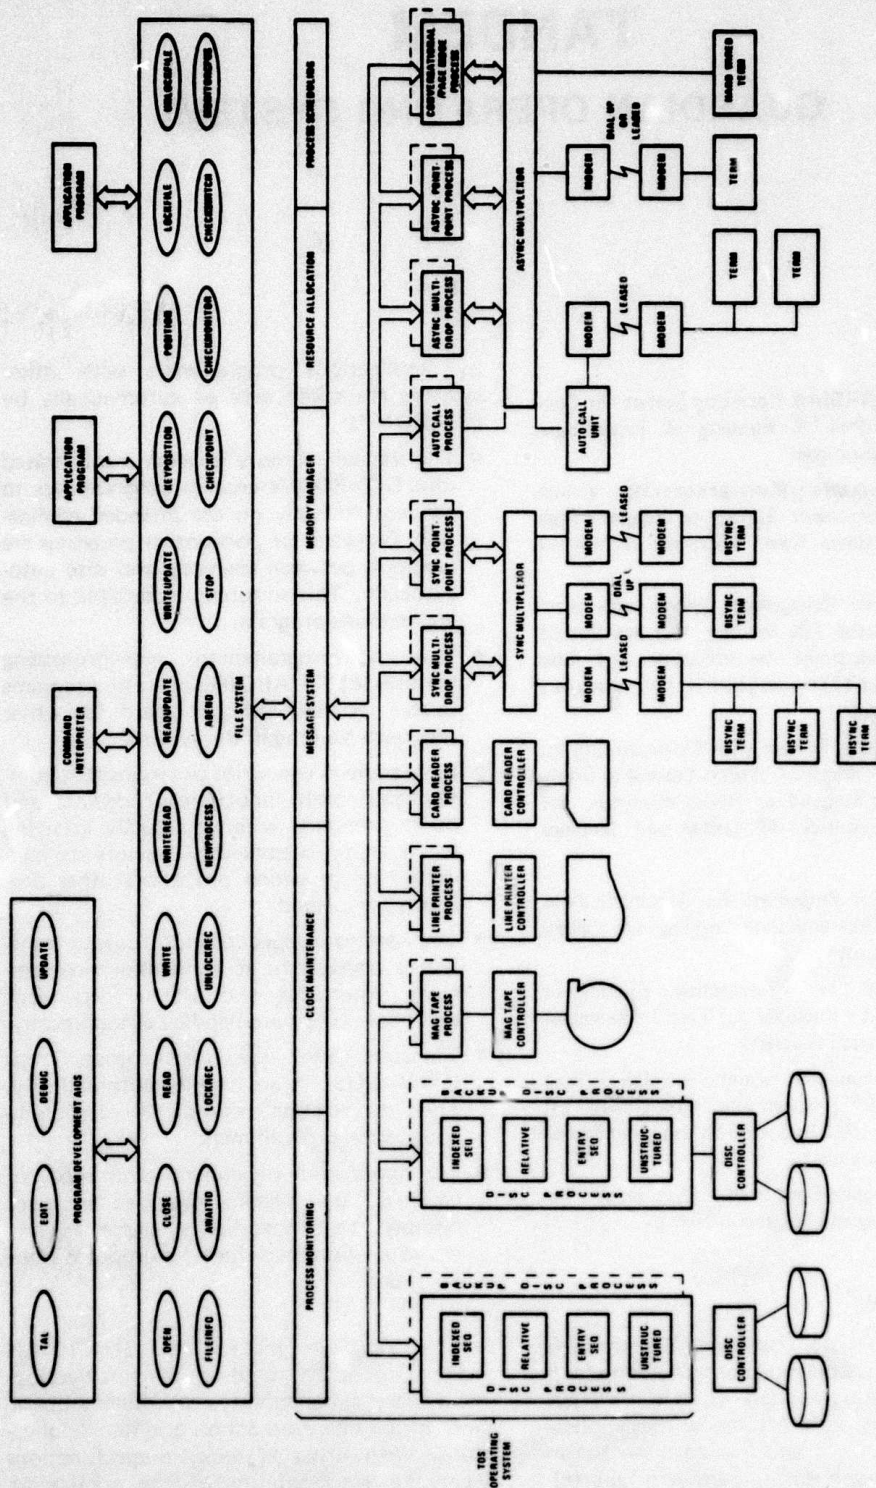 TAL
EDIT
DEBUG
UPDATE
PROGRAM DEVELOPMENT AIDS
COMMAND
INTERPRETER
APPLICATION
PROGRAM
APPLICATION
PROGRAM
OPEN
CLOSE
READ
WRITE
WRITEREAD
READUPDATE
WRITEUPDATE
KEYPOSITION
POSITION
LOCKFILE
UNLOCKFILE
FILEINFO
AWAITIO
LOCKREC
UNLOCKREC
NEWPROCESS
ABEND
STOP
CHECKPOINT
CHECKMONITOR
CHECKSWITCH
MONITORCPUS
FILE SYSTEM
PROCESS MONITORING
CLOCK MAINTENANCE
MESSAGE SYSTEM
MEMORY MANAGER
RESOURCE ALLOCATION
PROCESS SCHEDULING
TOS
OPERATING
SYSTEM
BACKUP DISC PROCESS
INDEXED
SEQ
RELATIVE
ENTRY
SEQ
UNSTRUC
TURED
DISC PROCESS
BACKUP DISC PROCESS
INDEXED
SEQ
RELATIVE
ENTRY
SEQ
UNSTRUC-
TURED
DISC PROCESS
MAG TAPE
PROCESS
LINE PRINTER
PROCESS
CARD READER
PROCESS
SYNC MULTI-
DROP PROCESS
SYNC POINT-
POINT PROCESS
AUTO CALL
PROCESS
ASYNC MULTI-
DROP PROCESS
ASYNC POINT-
POINT PROCESS
CONVERSATIONAL
/PAGE MODE
PROCESS
DISC
CONTROLLER
DISC
CONTROLLER
MAG TAPE
CONTROLLER
LINE PRINTER
CONTROLLER
CARD READER
CONTROLLER
SYNC MULTIPLEXOR
ASYNC MULTIPLEXOR
MODEM
MODEM
MODEM
LEASED
DIAL
UP
LEASED
MODEM
MODEM
MODEM
BISYNC
TERM
BISYNC
TERM
BISYNC
TERM
BISYNC
TERM
BISYNC
TERM
AUTO CALL
UNIT
MODEM
LEASED
MODEM
TERM
TERM
MODEM
DIAL UP
OR
LEASED
MODEM
TERM
HARD WIRED
TERM